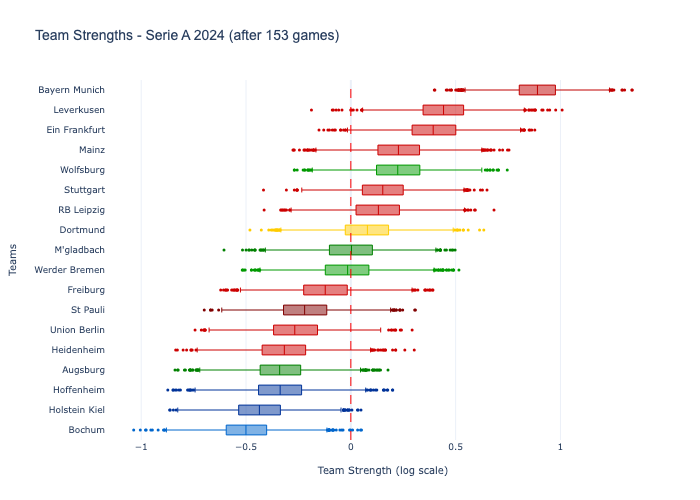 Team Strengths - Serie A 2024 (after 153 games)
Bayern Munich
Leverkusen
Ein Frankfurt
Mainz
Wolfsburg
Stuttgart
RB Leipzig
Dortmund
M'gladbach
Werder Bremen
Freiburg
St Pauli
Union Berlin
Heidenheim
Augsburg
Hoffenheim
Holstein Kiel
Bochum
Teams
−1 −0.5 0 0.5 1
Team Strength (log scale)